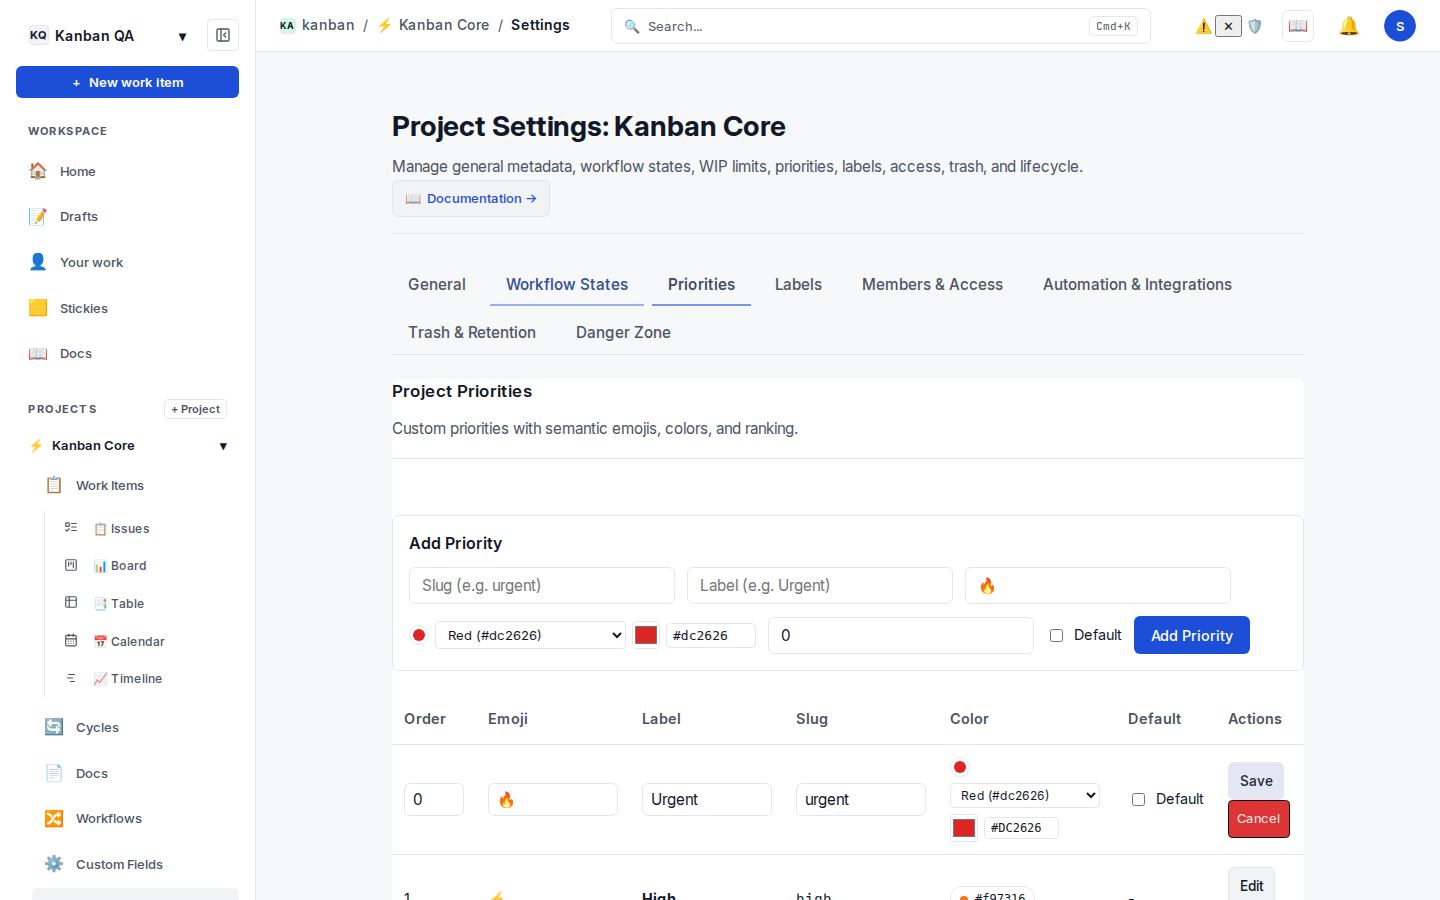 KQ Kanban QA ▾
+ New work item
WORKSPACE
Home
Drafts
Your work
Stickies
Docs
PROJECTS + Project
Kanban Core ▾
Work Items
Issues
Board
Table
Calendar
Timeline
Cycles
Docs
Workflows
Custom Fields
KA kanban / ⚡ Kanban Core / Settings
Search... Cmd+K
✕
S
Project Settings: Kanban Core
Manage general metadata, workflow states, WIP limits, priorities, labels, access, trash, and lifecycle.
Documentation →
General Workflow States Priorities Labels Members & Access Automation & Integrations
Trash & Retention Danger Zone
Project Priorities
Custom priorities with semantic emojis, colors, and ranking.
Add Priority
Slug (e.g. urgent) Label (e.g. Urgent) 🔥
Red (#dc2626) #dc2626 0 Default Add Priority
Order Emoji Label Slug Color Default Actions
0 🔥 Urgent urgent Red (#dc2626) #DC2626 Default Save Cancel
1 ⚡ High high #f97316 - Edit